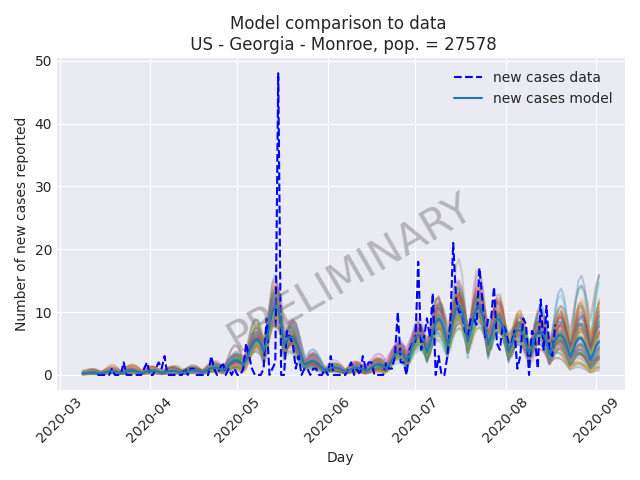 Model comparison to data
US - Georgia - Monroe, pop. = 27578
new cases data
new cases model
Number of new cases reported
50
40
30
20
10
0
PRELIMINARY
2020-03
2020-04
2020-05
2020-06
2020-07
2020-08
2020-09
Day